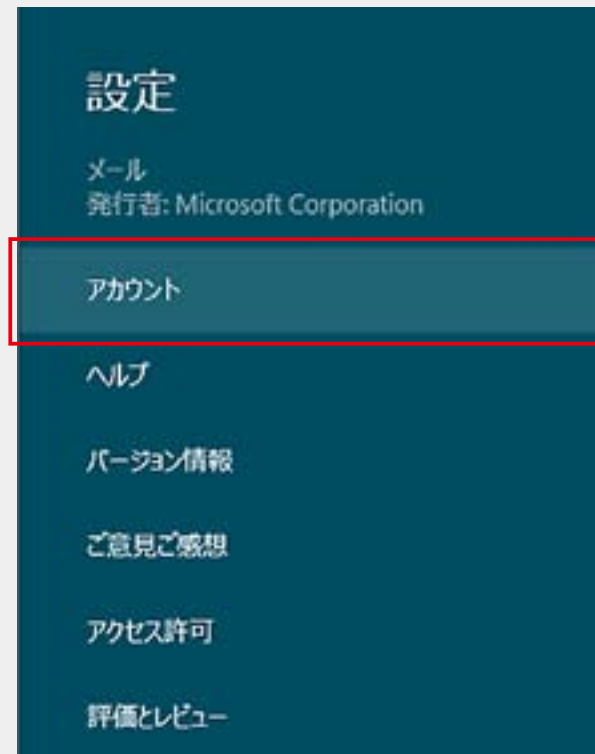 設定
メール
発行者: Microsoft Corporation
アカウント
ヘルプ
バージョン情報
ご意見ご感想
アクセス許可
評価とレビュー